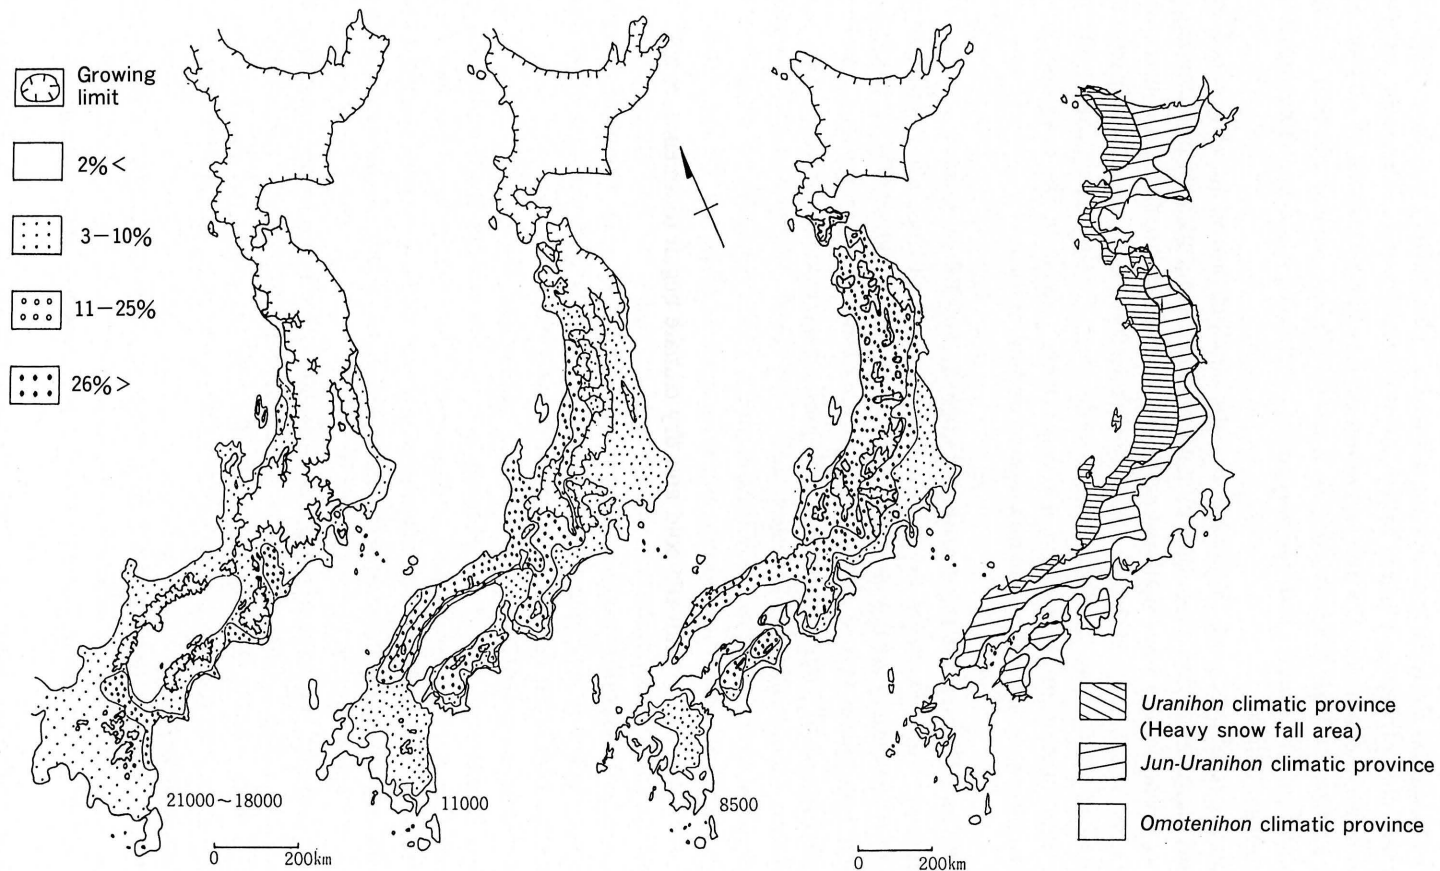 Growing
limit
2%<
3−10%
11−25%
26%>
21000～18000
11000
8500
0 200km
0 200km
Uranihon climatic province
(Heavy snow fall area)
Jun-Uranihon climatic province
Omotenihon climatic province